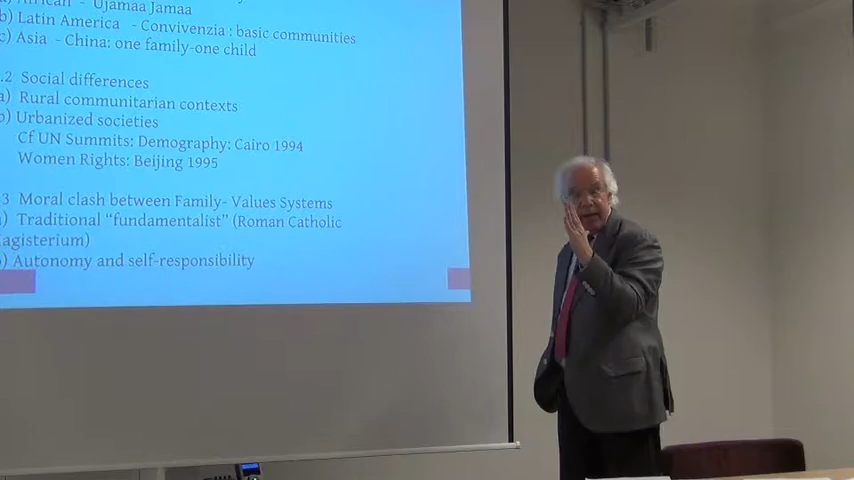 a) African - Ujamaa Jamaa
b) Latin America - Convivenzia : basic communities
c) Asia - China: one family-one child
.2 Social differences
a) Rural communitarian contexts
b) Urbanized societies
Cf UN Summits: Demography: Cairo 1994
Women Rights: Beijing 1995
3 Moral clash between Family- Values Systems
) Traditional "fundamentalist" (Roman Catholic
agisterium)
) Autonomy and self-responsibility